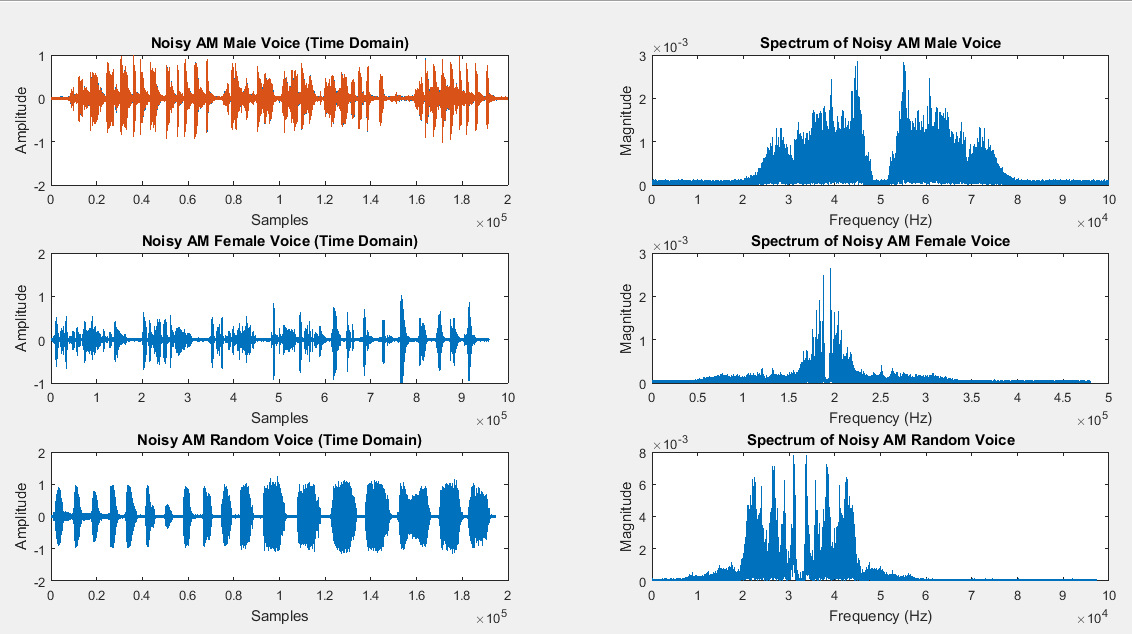 Noisy AM Male Voice (Time Domain)
1
0
-1
-2
Amplitude
0 0.2 0.4 0.6 0.8 1 1.2 1.4 1.6 1.8 2
Samples
×10^5
Spectrum of Noisy AM Male Voice
×10^-3
3
2
1
0
Magnitude
0 1 2 3 4 5 6 7 8 9 10
Frequency (Hz)
×10^4
Noisy AM Female Voice (Time Domain)
2
1
0
-1
Amplitude
0 1 2 3 4 5 6 7 8 9 10
Samples
×10^5
Spectrum of Noisy AM Female Voice
×10^-3
3
2
1
0
Magnitude
0 0.5 1 1.5 2 2.5 3 3.5 4 4.5 5
Frequency (Hz)
×10^5
Noisy AM Random Voice (Time Domain)
2
1
0
-1
-2
Amplitude
0 0.2 0.4 0.6 0.8 1 1.2 1.4 1.6 1.8 2
Samples
×10^5
Spectrum of Noisy AM Random Voice
×10^-3
8
6
4
2
0
Magnitude
0 1 2 3 4 5 6 7 8 9 10
Frequency (Hz)
×10^4